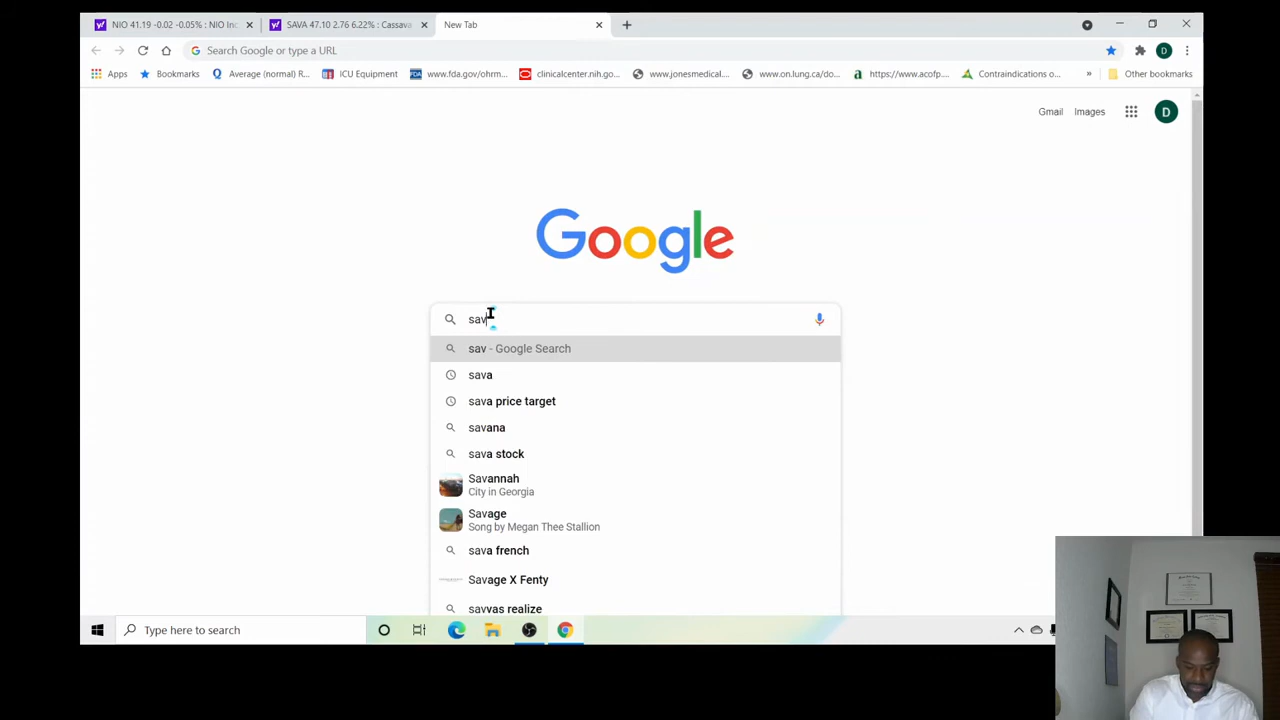 NIO 41.19 -0.02 -0.05% : NIO Inc
SAVA 47.10 2.76 6.22% : Cassava
New Tab
Search Google or type a URL
Apps
Bookmarks
Average (normal) R...
ICU Equipment
www.fda.gov/ohrm...
clinicalcenter.nih.go...
www.jonesmedical....
www.on.lung.ca/do...
https://www.acofp....
Contraindications o...
»
Other bookmarks
Gmail
Images
D
D
Google
sav
sav - Google Search
sava
sava price target
savana
sava stock
Savannah
City in Georgia
Savage
Song by Megan Thee Stallion
sava french
Savage X Fenty
savvas realize
Type here to search